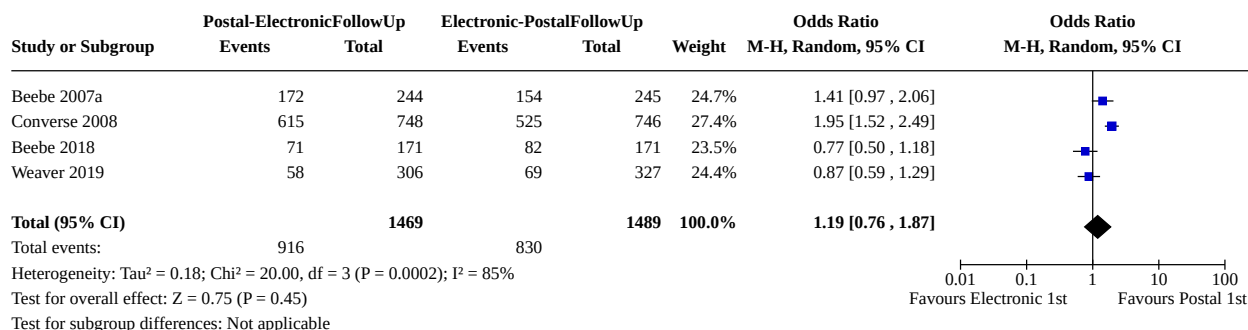 Postal-ElectronicFollowUp Electronic-PostalFollowUp Odds Ratio Odds Ratio
Study or Subgroup Events Total Events Total Weight M-H, Random, 95% CI M-H, Random, 95% CI
Beebe 2007a 172 244 154 245 24.7% 1.41 [0.97 , 2.06]
Converse 2008 615 748 525 746 27.4% 1.95 [1.52 , 2.49]
Beebe 2018 71 171 82 171 23.5% 0.77 [0.50 , 1.18]
Weaver 2019 58 306 69 327 24.4% 0.87 [0.59 , 1.29]
Total (95% CI) 1469 1489 100.0% 1.19 [0.76 , 1.87]
Total events: 916 830
Heterogeneity: Tau² = 0.18; Chi² = 20.00, df = 3 (P = 0.0002); I² = 85%
0.01 0.1 1 10 100
Test for overall effect: Z = 0.75 (P = 0.45)
Favours Electronic 1st Favours Postal 1st
Test for subgroup differences: Not applicable